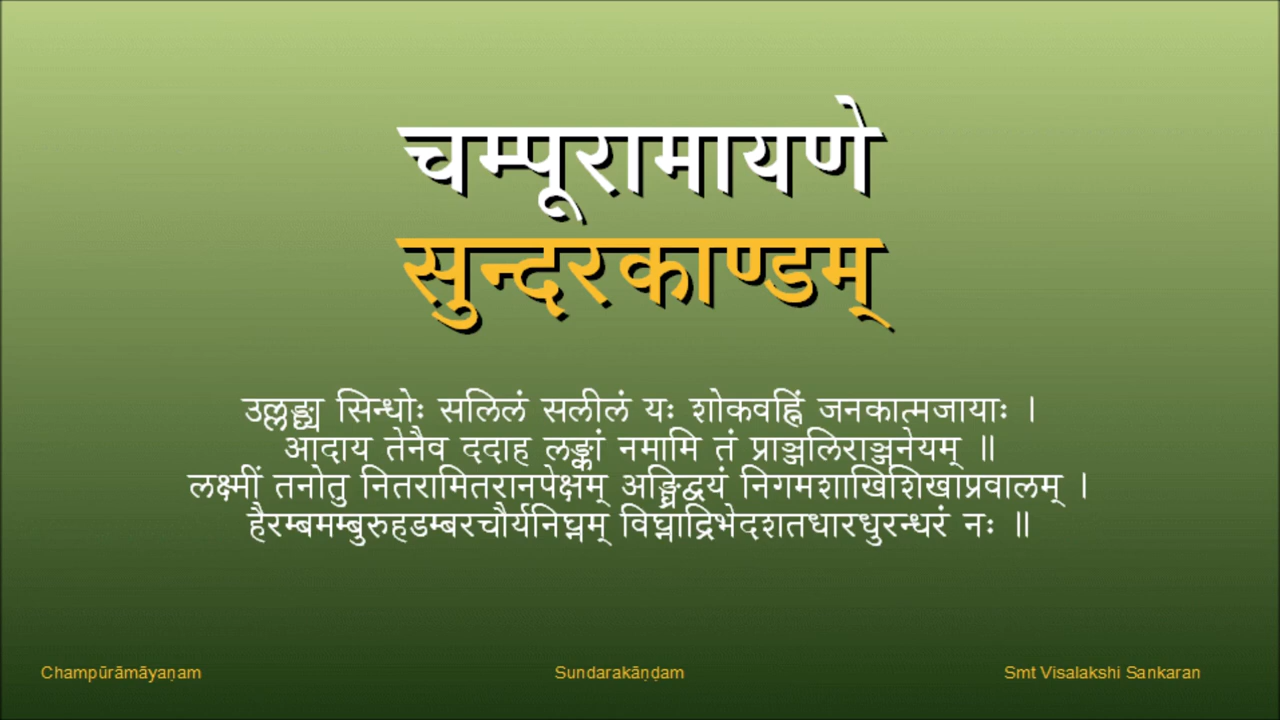 चम्पूरामायणे
सुन्दरकाण्डम्
उल्लङ्घ्य सिन्धोः सलिलं सलीलं यः शोकवह्निं जनकात्मजायाः ।
आदाय तेनैव ददाह लङ्कां नमामि तं प्राञ्जलिराञ्जनेयम् ॥
लक्ष्मीं तनोतु नितरामितरानपेक्षम् अङ्घ्रिद्वयं निगमशाखिशिखाप्रवालम् ।
हैरम्बमम्बुरुहडम्बरचौर्यनिघ्नम् विघ्नाद्रिभेदशतधारधुरन्धरं नः ॥
Champūrāmāyaṇam
Sundarakāṇḍam
Smt Visalakshi Sankaran